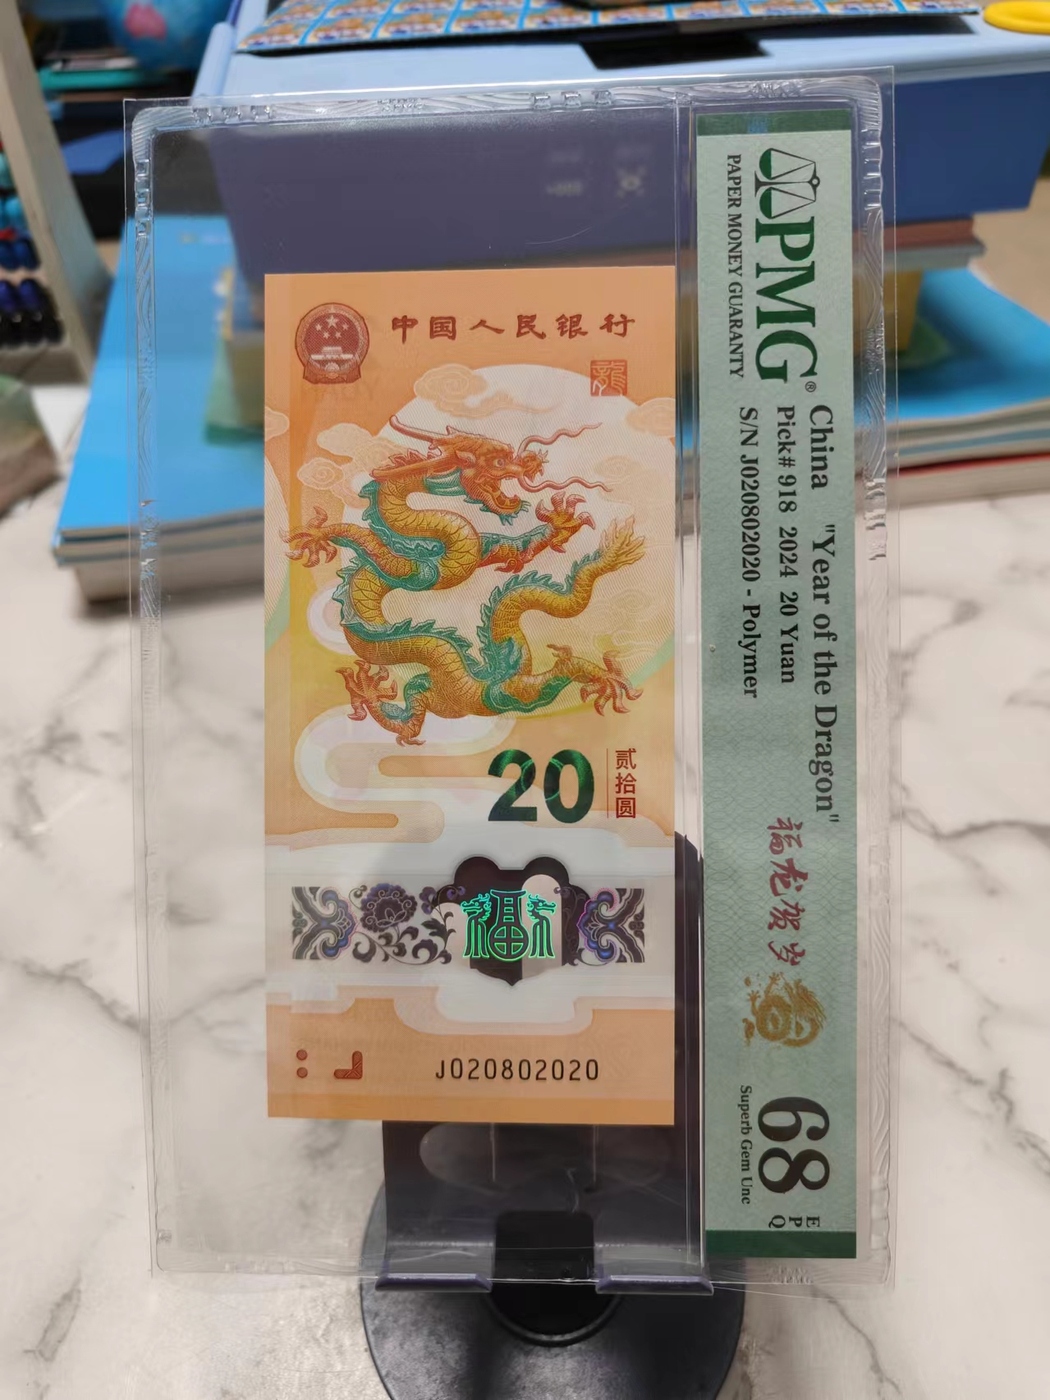 中国人民银行
龍
20
贰拾圆
福
J020802020
PMG®
PAPER MONEY GUARANTY
China "Year of the Dragon"
Pick# 918 2024 20 Yuan
S/N J020802020 - Polymer
福龙贺岁
68 EPQ
Superb Gem Unc